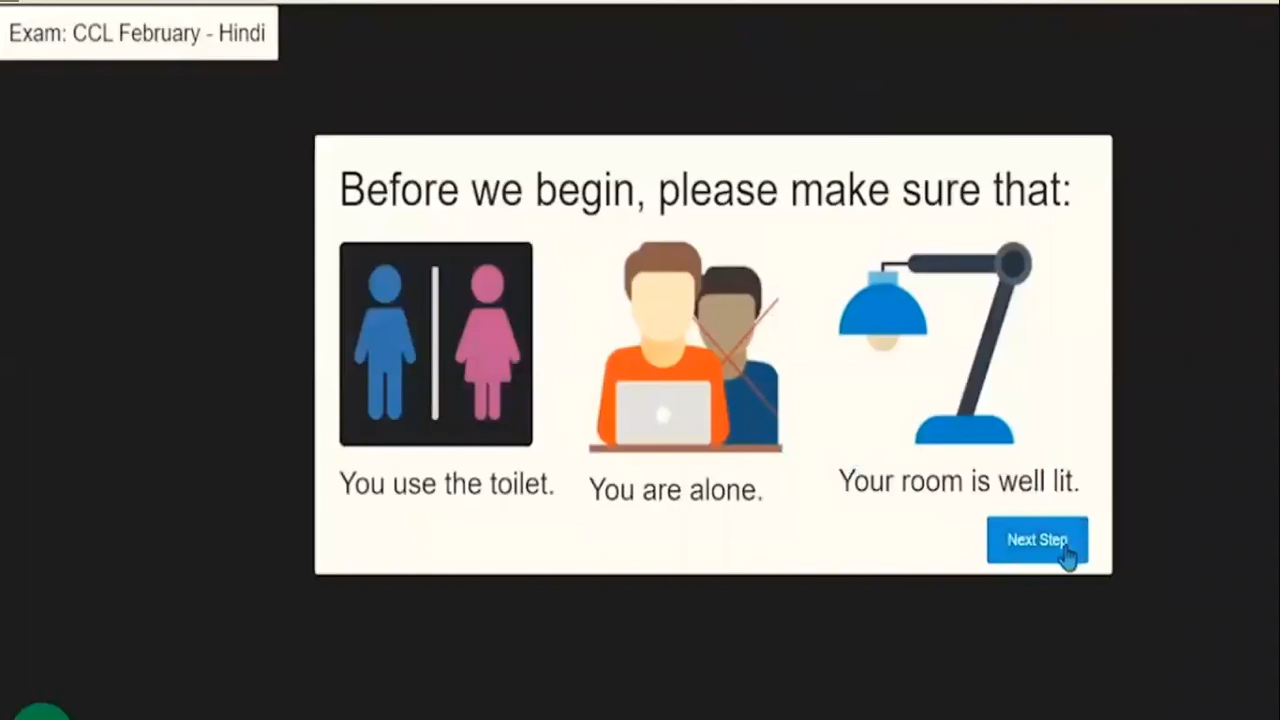 Exam: CCL February - Hindi
Before we begin, please make sure that:
You use the toilet.
You are alone.
Your room is well lit.
Next Step